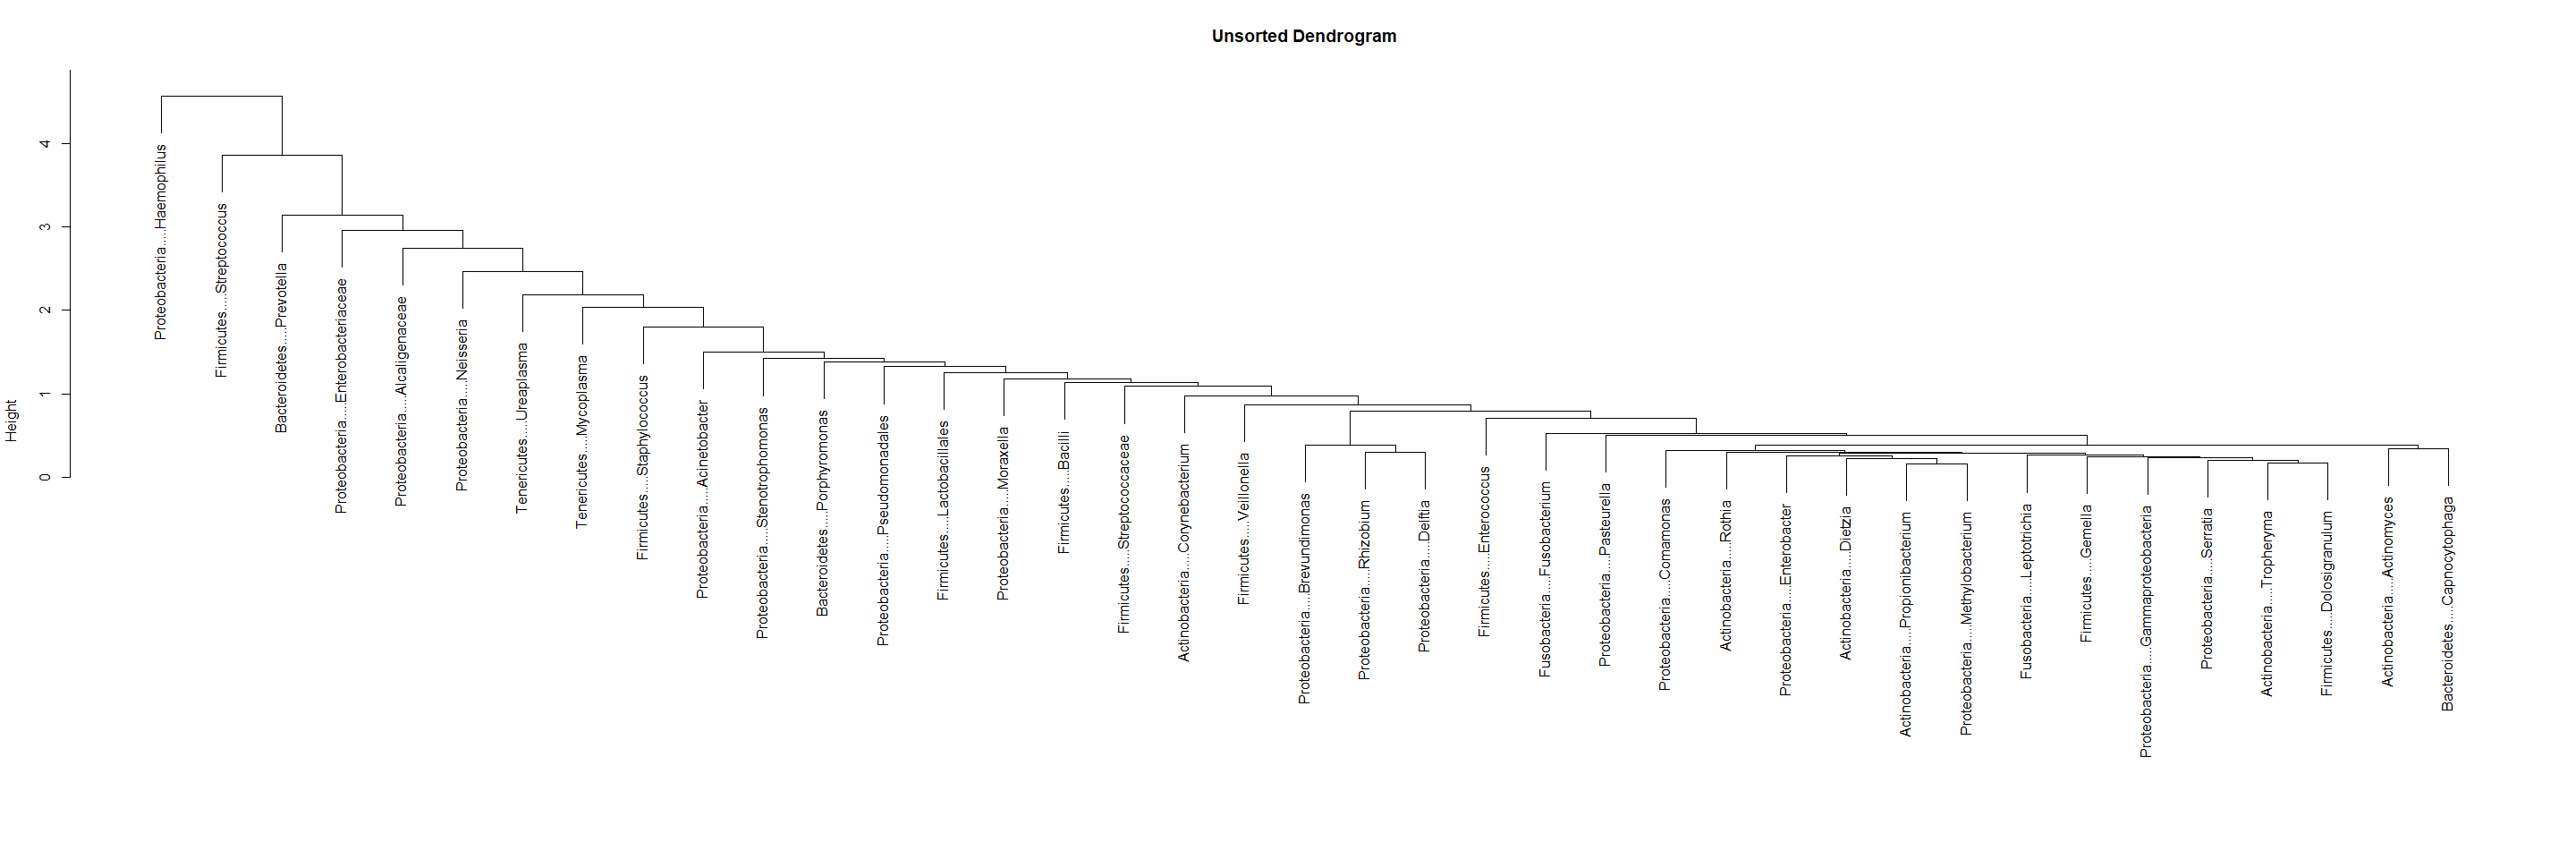 Unsorted Dendrogram
Height
4
3
2
1
0
Proteobacteria.....Haemophilus
Firmicutes.....Streptococcus
Bacteroidetes.....Prevotella
Proteobacteria.....Enterobacteriaceae
Proteobacteria.....Alcaligenaceae
Proteobacteria.....Neisseria
Tenericutes.....Ureaplasma
Tenericutes.....Mycoplasma
Firmicutes.....Staphylococcus
Proteobacteria.....Acinetobacter
Proteobacteria.....Stenotrophomonas
Bacteroidetes.....Porphyromonas
Proteobacteria.....Pseudomonadales
Firmicutes.....Lactobacillales
Proteobacteria.....Moraxella
Firmicutes.....Bacilli
Firmicutes.....Streptococcaceae
Actinobacteria.....Corynebacterium
Firmicutes.....Veillonella
Proteobacteria.....Brevundimonas
Proteobacteria.....Rhizobium
Proteobacteria.....Delftia
Firmicutes.....Enterococcus
Fusobacteria.....Fusobacterium
Proteobacteria.....Pasteurella
Proteobacteria.....Comamonas
Actinobacteria.....Rothia
Proteobacteria.....Enterobacter
Actinobacteria.....Dietzia
Actinobacteria.....Propionibacterium
Proteobacteria.....Methylobacterium
Fusobacteria.....Leptotrichia
Firmicutes.....Gemella
Proteobacteria.....Gammaproteobacteria
Proteobacteria.....Serratia
Actinobacteria.....Tropheryma
Firmicutes.....Dolosigranulum
Actinobacteria.....Actinomyces
Bacteroidetes.....Capnocytophaga